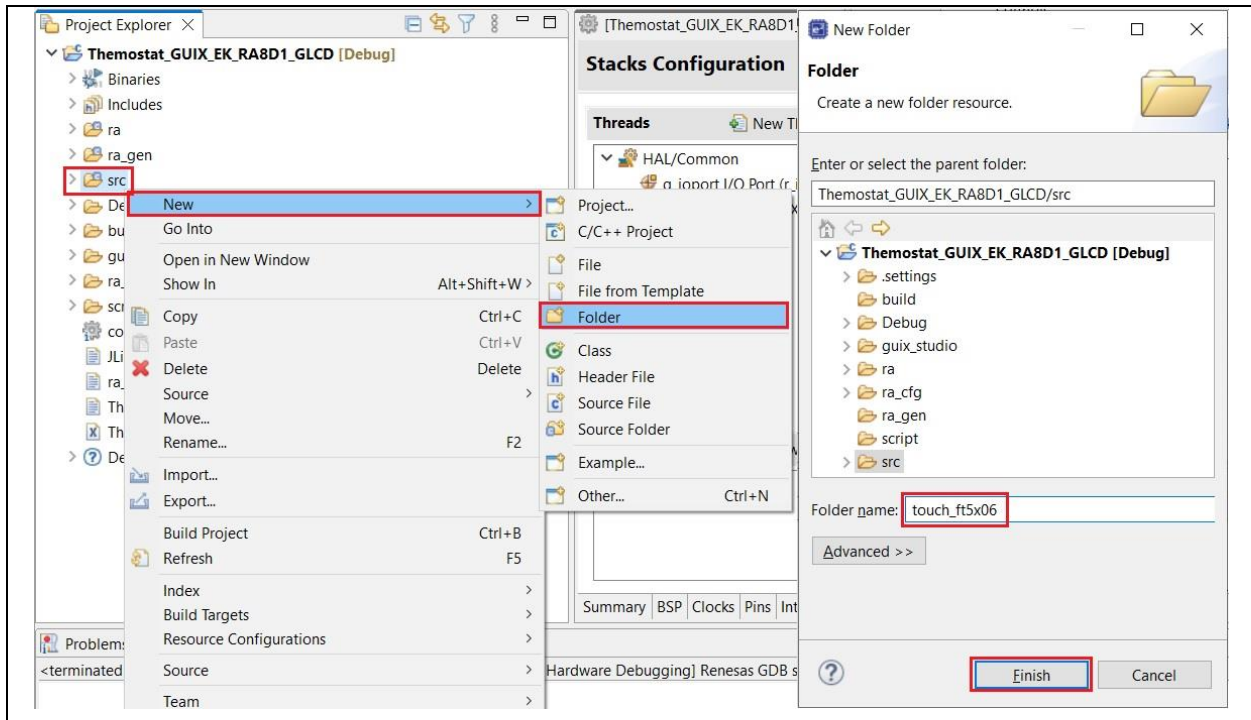 Project Explorer
Themostat_GUIX_EK_RA8D1_GLCD [Debug]
Binaries
Includes
ra
ra_gen
src
New
Go Into
Open in New Window
Show In Alt+Shift+W >
Copy Ctrl+C
Paste Ctrl+V
Delete Delete
Source
Move...
Rename... F2
Import...
Export...
Build Project Ctrl+B
Refresh F5
Index
Build Targets
Resource Configurations
Source
Team
Problem
<terminated
Project...
C/C++ Project
File
File from Template
Folder
Class
Header File
Source File
Source Folder
Example...
Other... Ctrl+N
[Themostat_GUIX_EK_RA8D1
Stacks Configuration
Threads
New Th
HAL/Common
g_ioport I/O Port (r_i
Summary BSP Clocks Pins Int
Hardware Debugging] Renesas GDB s
New Folder
Folder
Create a new folder resource.
Enter or select the parent folder:
Themostat_GUIX_EK_RA8D1_GLCD/src
Themostat_GUIX_EK_RA8D1_GLCD [Debug]
.settings
build
Debug
guix_studio
ra
ra_cfg
ra_gen
script
src
Folder name: touch_ft5x06
Advanced >>
Finish Cancel